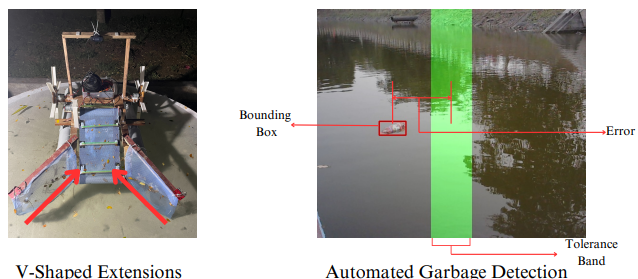 Bounding
Box
Error
Tolerance
Band
V-Shaped Extensions
Automated Garbage Detection